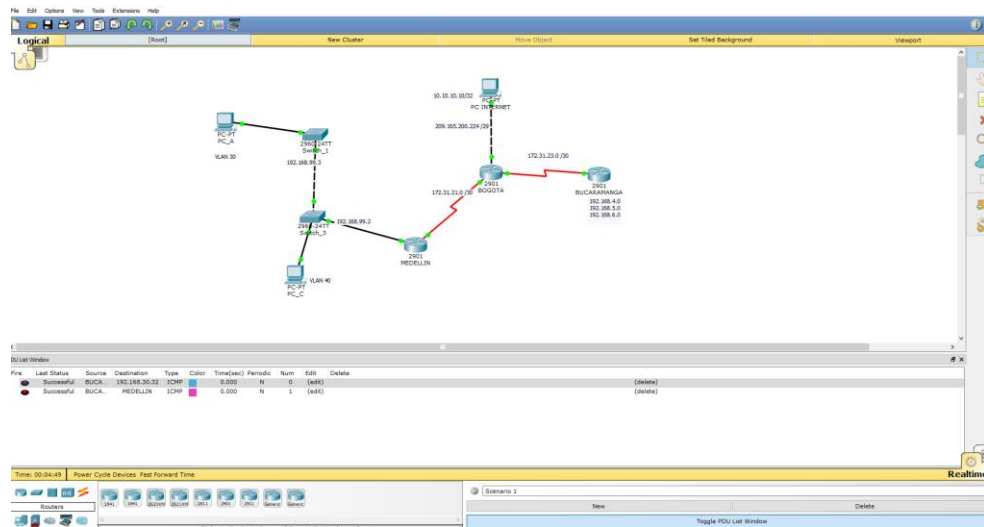 File Edit Options View Tools Extensions Help
Logical [Root] New Cluster Move Object Set Tiled Background Viewport
10.10.10.10/32
PC-PT
PC INTERNET
PC-PT
PC_A
VLAN 30
2960-24TT
Switch_1
192.168.99.3
209.165.200.224 /29
172.31.23.0 /30
2901
BOGOTA
2901
BUCARAMANGA
192.168.4.0
192.168.5.0
192.168.6.0
172.31.21.0 /30
192.168.99.2
2960-24TT
Switch_3
2901
MEDELLIN
VLAN 40
PC-PT
PC_C
PDU List Window
Fire Last Status Source Destination Type Color Time(sec) Periodic Num Edit Delete
Successful BUCA... 192.168.30.32 ICMP 0.000 N 0 (edit) (delete)
Successful BUCA... MEDELLIN ICMP 0.000 N 1 (edit) (delete)
Time: 00:04:49 Power Cycle Devices Fast Forward Time Realtime
Routers
1841 1941 2620XM 2621XM 2811 2901 2911 Generic Generic
Scenario 1
New Delete
Toggle PDU List Window